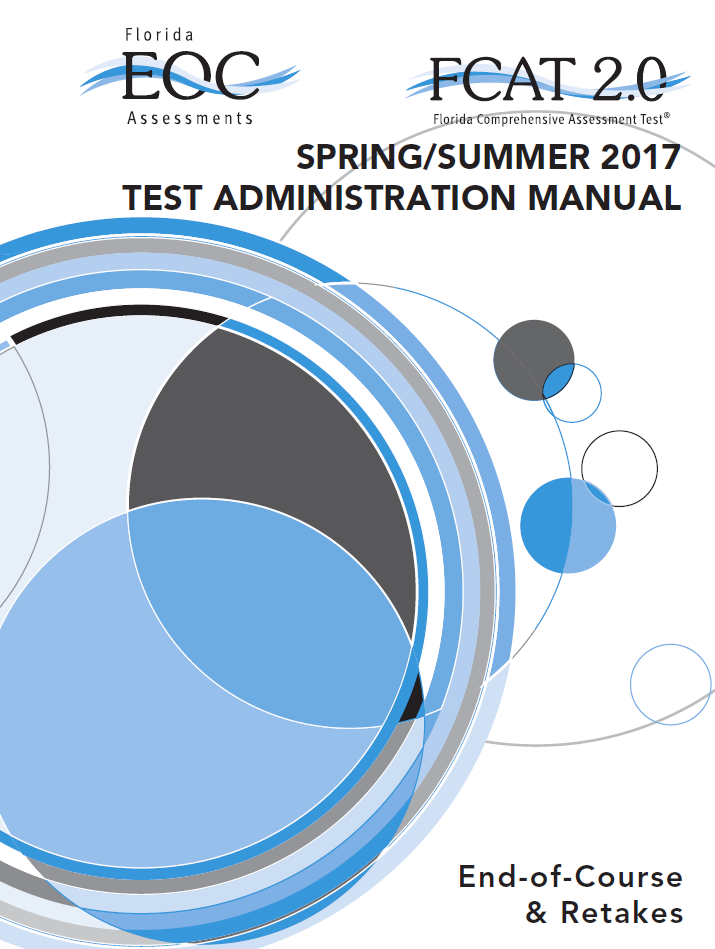 Florida
EOC
Assessments
FCAT 2.0
Florida Comprehensive Assessment Test®
SPRING/SUMMER 2017
TEST ADMINISTRATION MANUAL
End-of-Course
& Retakes